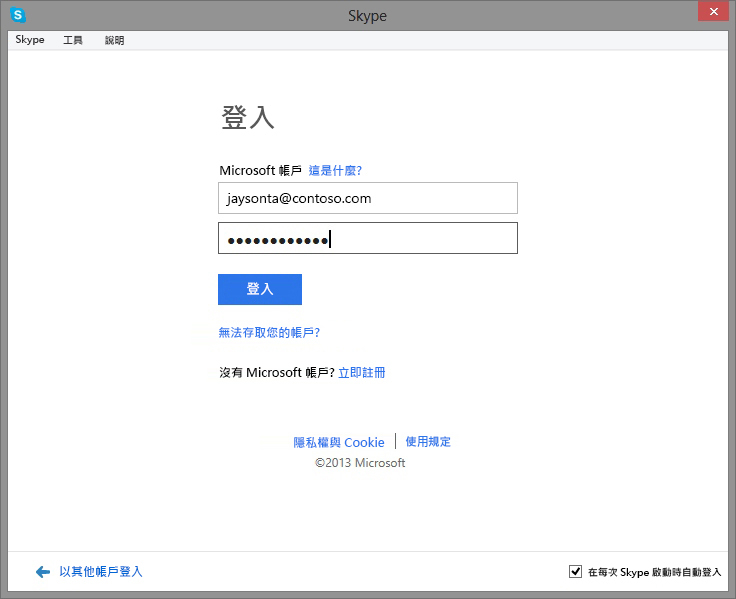 Skype
Skype 工具 說明
登入
Microsoft 帳戶 這是什麼?
jaysonta@contoso.com
●●●●●●●●●●●●
登入
無法存取您的帳戶?
沒有 Microsoft 帳戶? 立即註冊
隱私權與 Cookie | 使用規定
©2013 Microsoft
以其他帳戶登入
在每次 Skype 啟動時自動登入